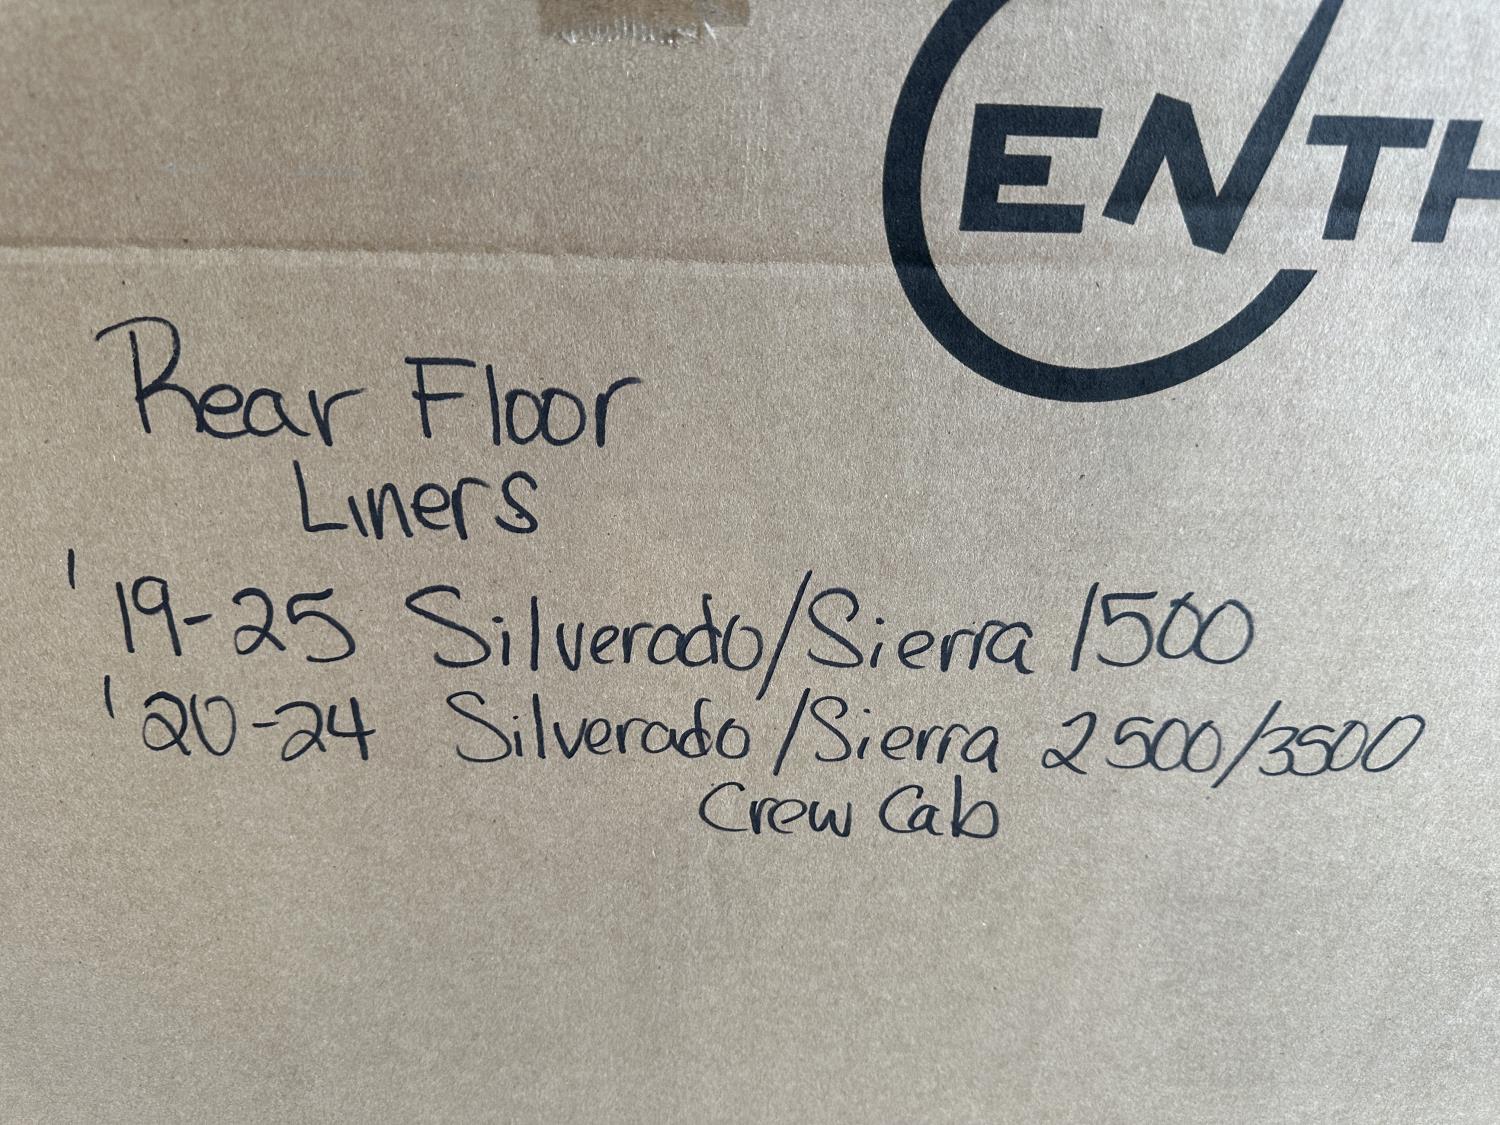 ENTH
Rear Floor
Liners
'19-25 Silverado/Sierra 1500
'20-24 Silverado/Sierra 2500/3500
Crew Cab